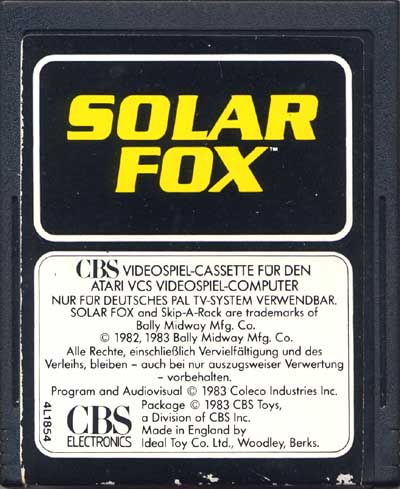 SOLAR
FOX™
CBS VIDEOSPIEL-CASSETTE FÜR DEN
ATARI VCS VIDEOSPIEL-COMPUTER
NUR FÜR DEUTSCHES PAL TV-SYSTEM VERWENDBAR.
SOLAR FOX and Skip-A-Rack are trademarks of
Bally Midway Mfg. Co.
© 1982, 1983 Bally Midway Mfg. Co.
Alle Rechte, einschließlich Vervielfältigung und des
Verleihs, bleiben – auch bei nur auszugsweiser Verwertung
– vorbehalten.
Program and Audiovisual © 1983 Coleco Industries Inc.
Package © 1983 CBS Toys,
a Division of CBS Inc.
Made in England by
Ideal Toy Co. Ltd., Woodley, Berks.
CBS
ELECTRONICS
4L1854